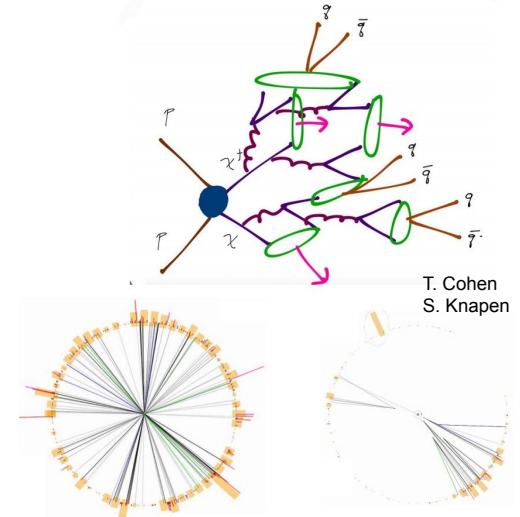 q q̄
P
χ†
q
q̄
q
P
χ
q̄
T. Cohen
S. Knapen